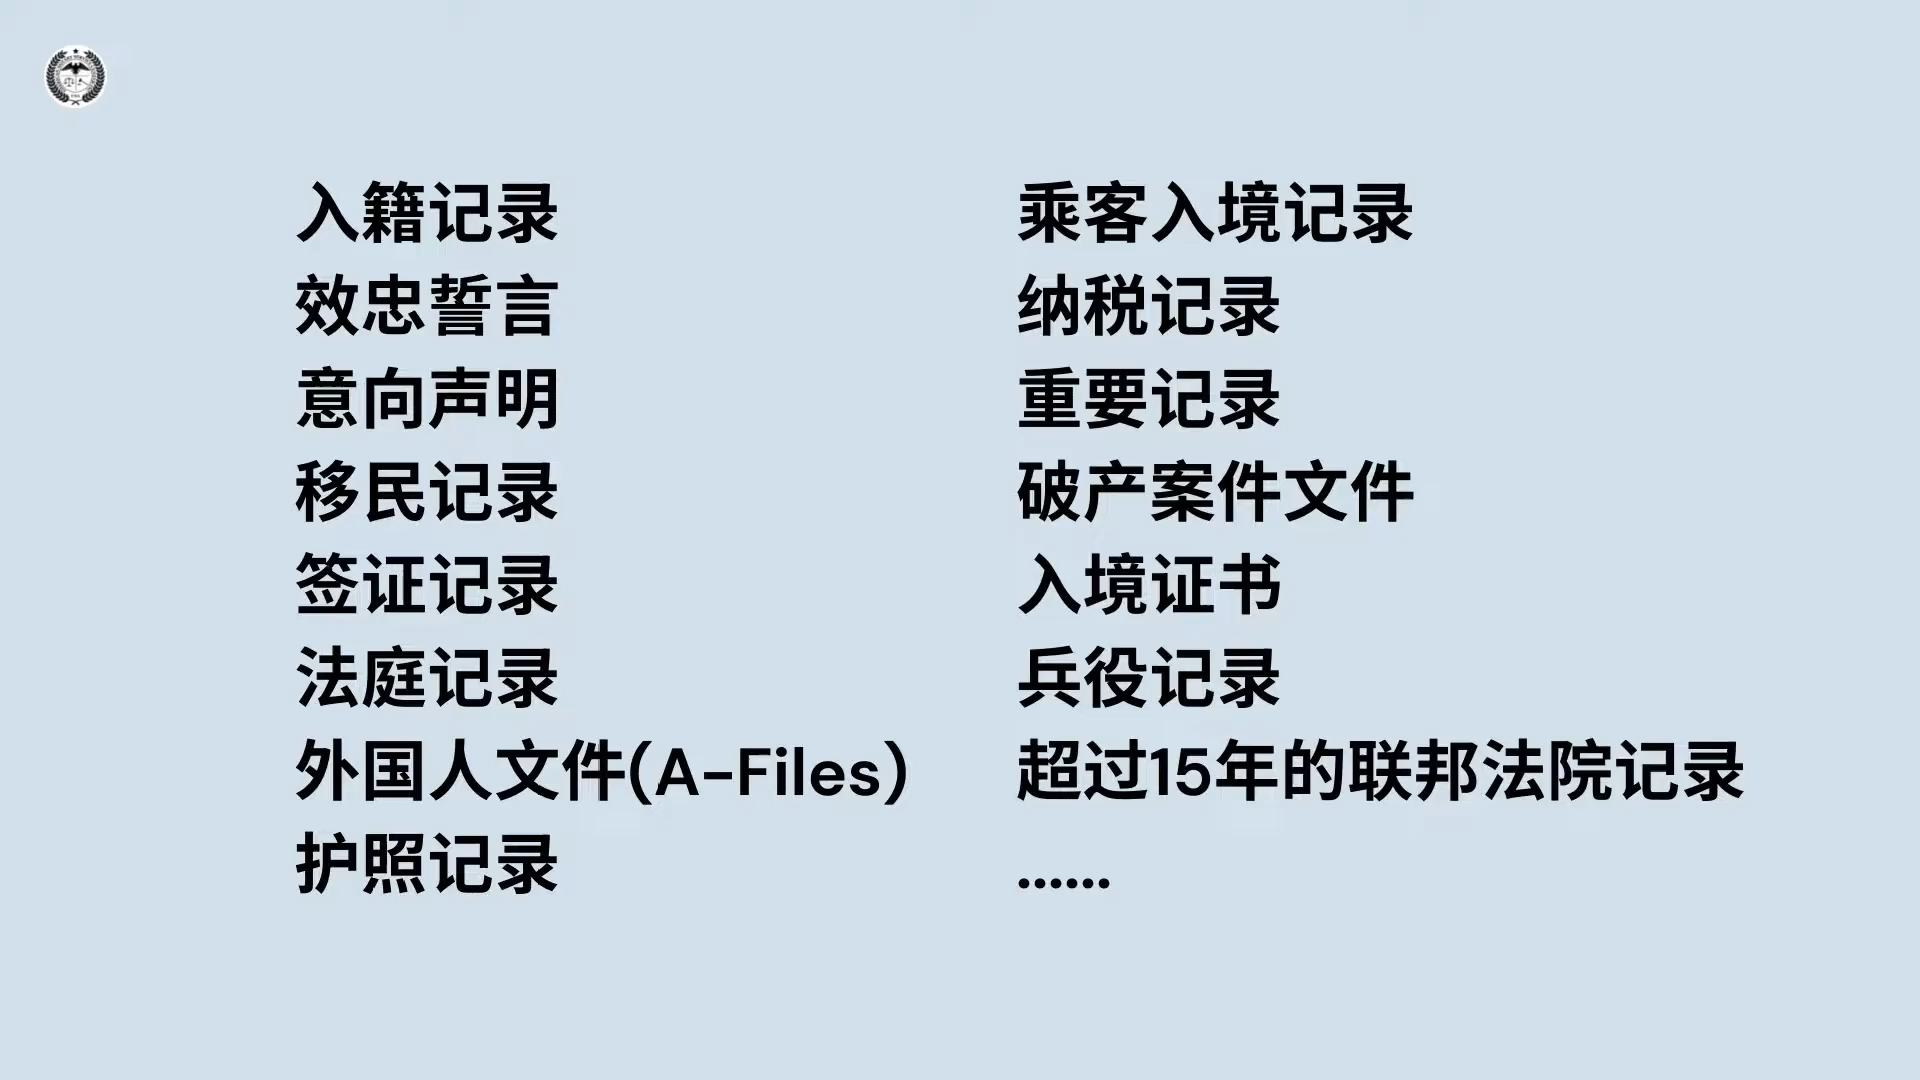 入籍记录
效忠誓言
意向声明
移民记录
签证记录
法庭记录
外国人文件(A-Files)
护照记录
乘客入境记录
纳税记录
重要记录
破产案件文件
入境证书
兵役记录
超过15年的联邦法院记录
......